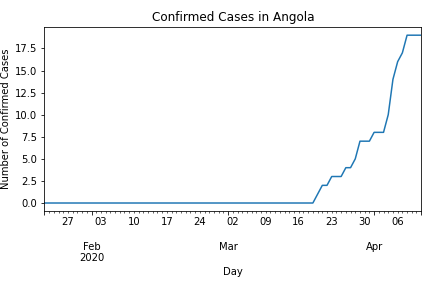 Confirmed Cases in Angola
Number of Confirmed Cases
17.5
15.0
12.5
10.0
7.5
5.0
2.5
0.0
27 03 10 17 24 02 09 16 23 30 06
Feb Mar Apr
2020
Day